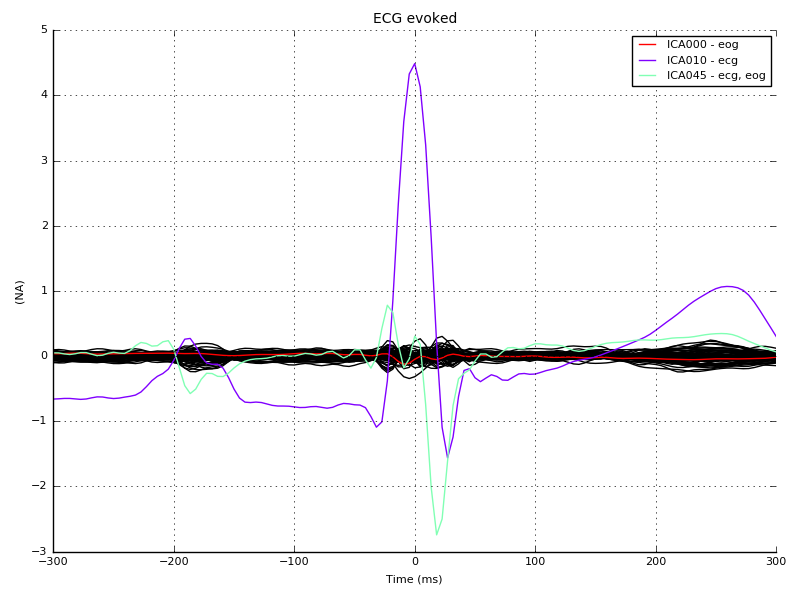 ECG evoked
ICA000 - eog
ICA010 - ecg
ICA045 - ecg, eog
5
4
3
2
1
0
−1
−2
−3
(NA)
−300
−200
−100
0
100
200
300
Time (ms)